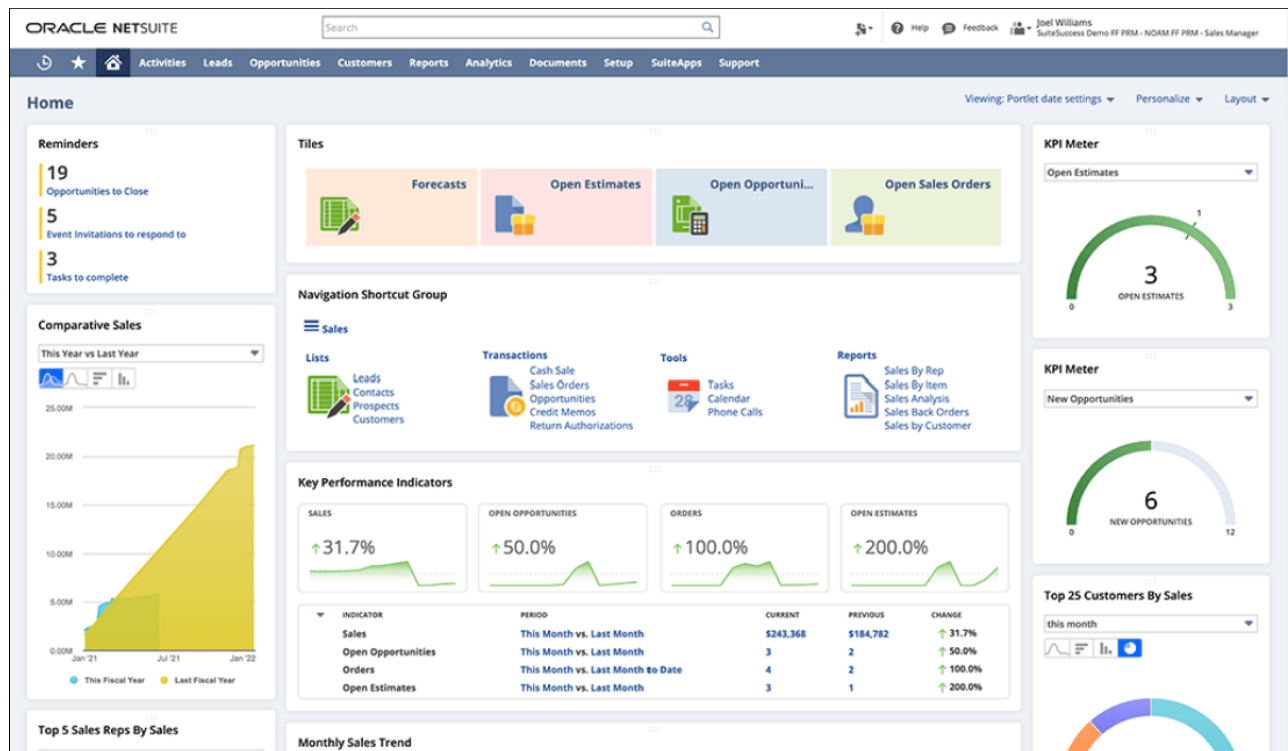 ORACLE NETSUITE
Search
Help
Feedback
Joel Williams
SuiteSuccess Demo FF PRM - NOAM FF PRM - Sales Manager
Activities Leads Opportunities Customers Reports Analytics Documents Setup SuiteApps Support
Home
Viewing: Portlet date settings
Personalize
Layout
Reminders
19
Opportunities to Close
5
Event Invitations to respond to
3
Tasks to complete
Comparative Sales
This Year vs Last Year
25.00M
20.00M
15.00M
10.00M
5.00M
0.00M
Jan '21 Jul '21 Jan '22
This Fiscal Year Last Fiscal Year
Top 5 Sales Reps By Sales
Tiles
Forecasts
Open Estimates
Open Opportuni...
Open Sales Orders
Navigation Shortcut Group
Sales
Lists
Leads
Contacts
Prospects
Customers
Transactions
Cash Sale
Sales Orders
Opportunities
Credit Memos
Return Authorizations
Tools
28
Tasks
Calendar
Phone Calls
Reports
Sales By Rep
Sales By Item
Sales Analysis
Sales Back Orders
Sales by Customer
Key Performance Indicators
SALES
31.7%
OPEN OPPORTUNITIES
50.0%
ORDERS
100.0%
OPEN ESTIMATES
200.0%
INDICATOR PERIOD CURRENT PREVIOUS CHANGE
Sales This Month vs. Last Month $243,368 $184,782 31.7%
Open Opportunities This Month vs. Last Month 3 2 50.0%
Orders This Month vs. Last Month to Date 4 2 100.0%
Open Estimates This Month vs. Last Month 3 1 200.0%
Monthly Sales Trend
KPI Meter
Open Estimates
1
3
OPEN ESTIMATES
0 3
KPI Meter
New Opportunities
6
NEW OPPORTUNITIES
0 12
Top 25 Customers By Sales
this month